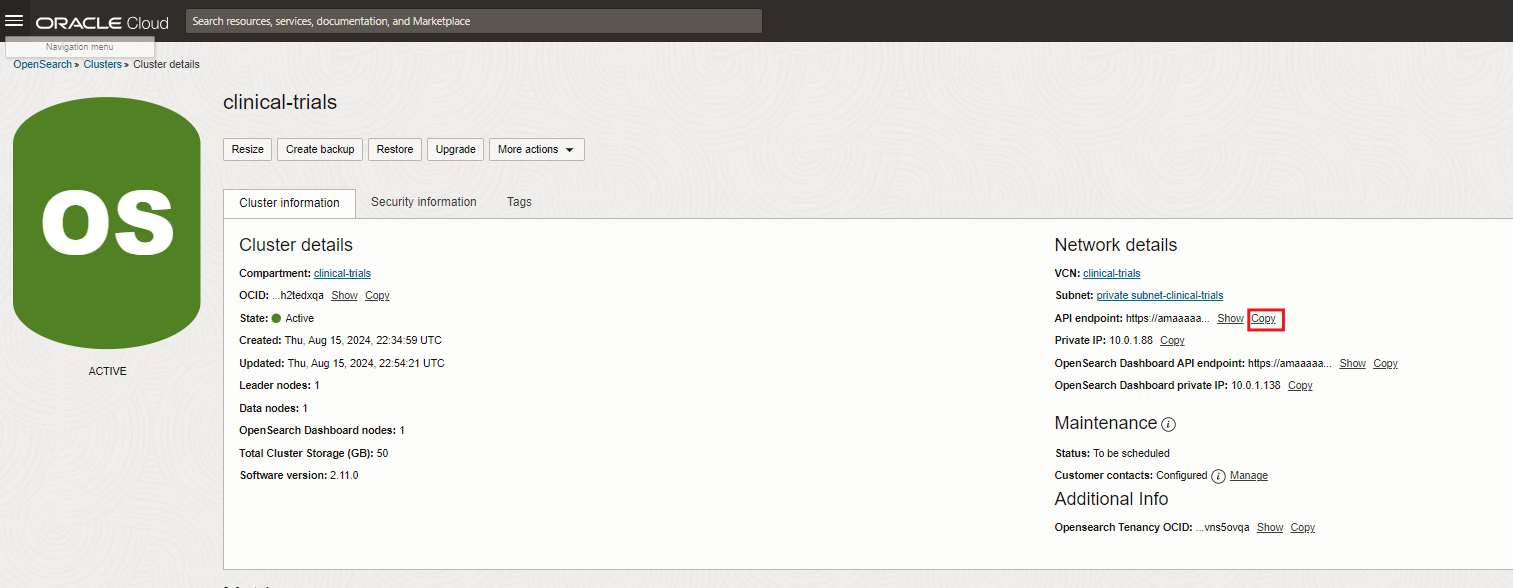 ORACLE Cloud
Search resources, services, documentation, and Marketplace
Navigation menu
OpenSearch » Clusters » Cluster details
OS
ACTIVE
clinical-trials
Resize Create backup Restore Upgrade More actions
Cluster information Security information Tags
Cluster details
Compartment: clinical-trials
OCID: ...h2tedxqa Show Copy
State: Active
Created: Thu, Aug 15, 2024, 22:34:59 UTC
Updated: Thu, Aug 15, 2024, 22:54:21 UTC
Leader nodes: 1
Data nodes: 1
OpenSearch Dashboard nodes: 1
Total Cluster Storage (GB): 50
Software version: 2.11.0
Network details
VCN: clinical-trials
Subnet: private subnet-clinical-trials
API endpoint: https://amaaaaa... Show Copy
Private IP: 10.0.1.88 Copy
OpenSearch Dashboard API endpoint: https://amaaaaa... Show Copy
OpenSearch Dashboard private IP: 10.0.1.138 Copy
Maintenance i
Status: To be scheduled
Customer contacts: Configured i Manage
Additional Info
Opensearch Tenancy OCID: ...vns5ovqa Show Copy